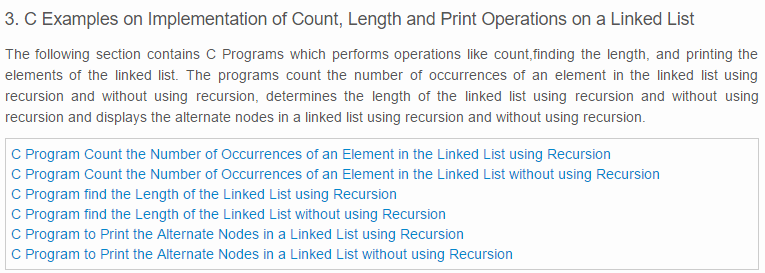 3. C Examples on Implementation of Count, Length and Print Operations on a Linked List
The following section contains C Programs which performs operations like count,finding the length, and printing the
elements of the linked list. The programs count the number of occurrences of an element in the linked list using
recursion and without using recursion, determines the length of the linked list using recursion and without using
recursion and displays the alternate nodes in a linked list using recursion and without using recursion.
C Program Count the Number of Occurrences of an Element in the Linked List using Recursion
C Program Count the Number of Occurrences of an Element in the Linked List without using Recursion
C Program find the Length of the Linked List using Recursion
C Program find the Length of the Linked List without using Recursion
C Program to Print the Alternate Nodes in a Linked List using Recursion
C Program to Print the Alternate Nodes in a Linked List without using Recursion